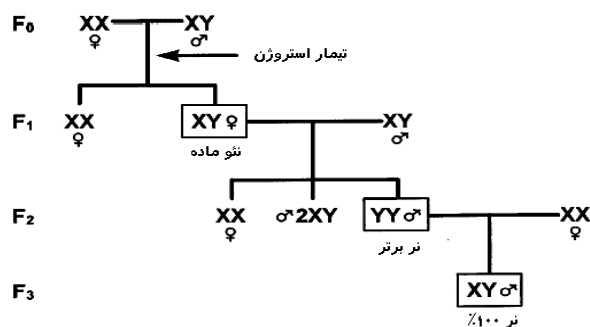 F₀ XX XY
♀ ♂
تیمار استروژن
F₁ XX XY ♀ XY
♀ ♂
نئو ماده
F₂ XX ♂2XY YY♂ XX
♀ ♀
نر برتر
F₃ XY♂
نر ۱۰۰٪